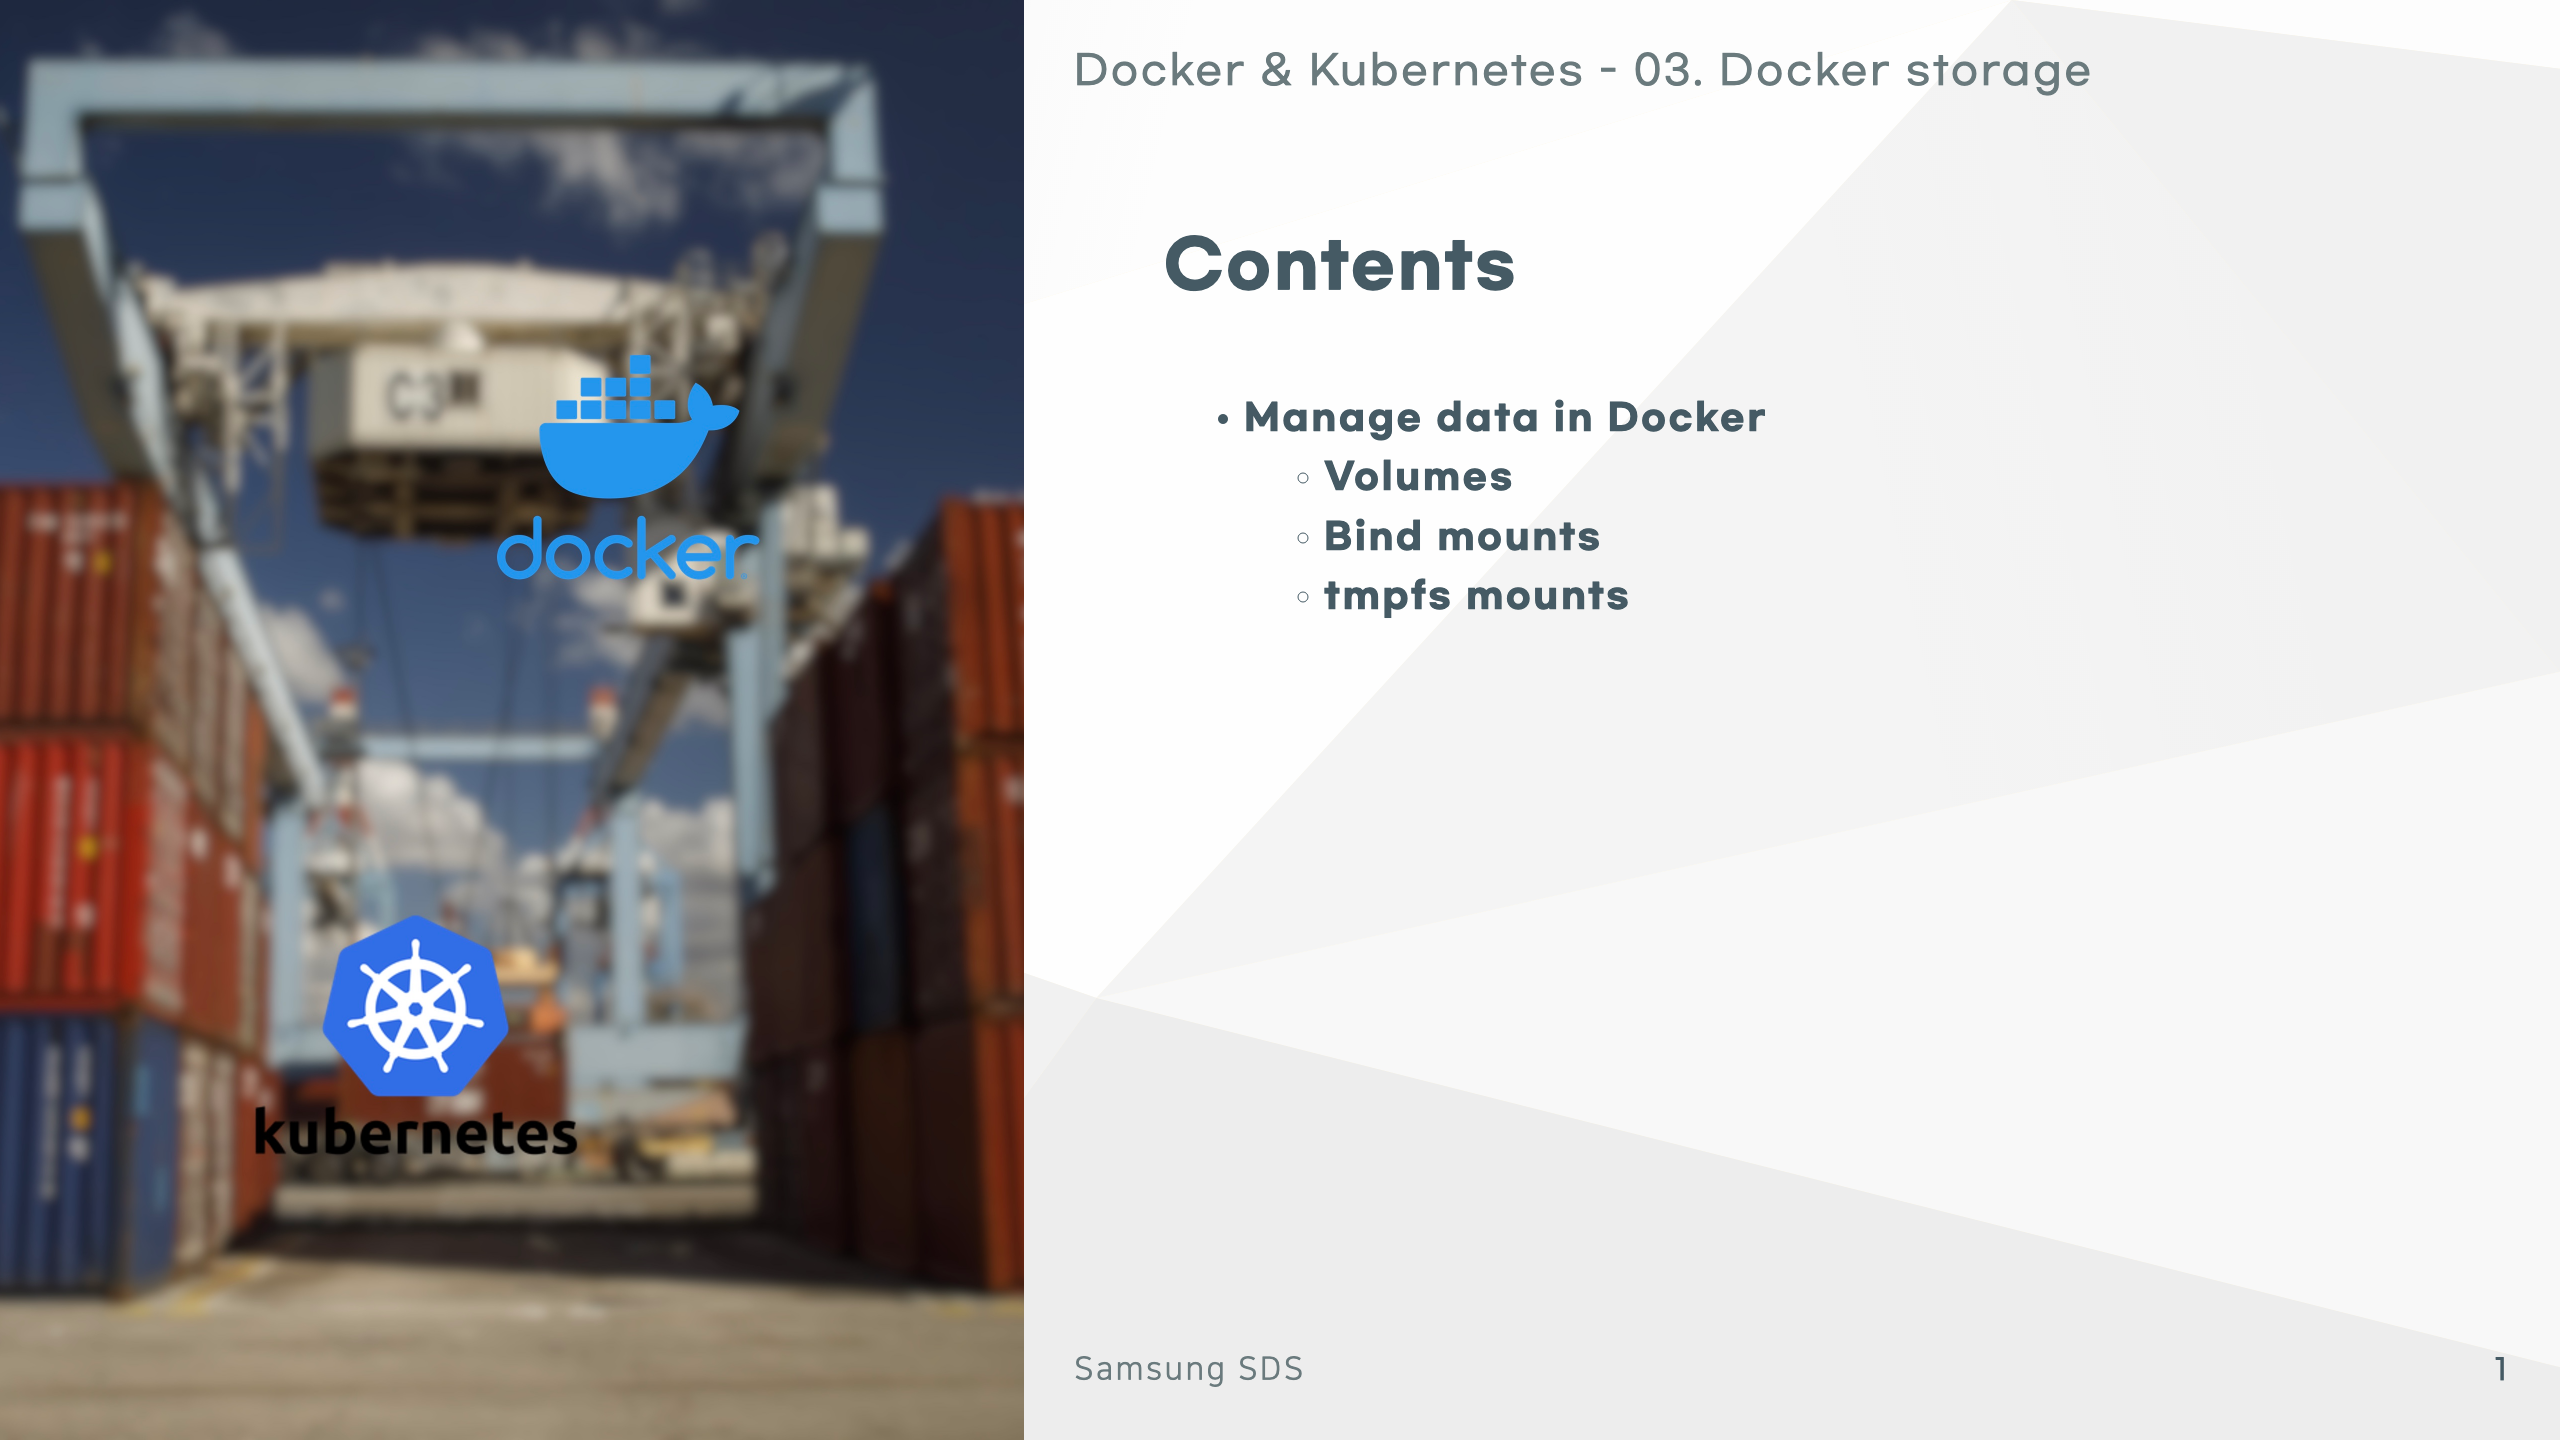 Docker & Kubernetes - 03. Docker storage
Contents
• Manage data in Docker
◦ Volumes
◦ Bind mounts
◦ tmpfs mounts
C3
docker
kubernetes
Samsung SDS
1